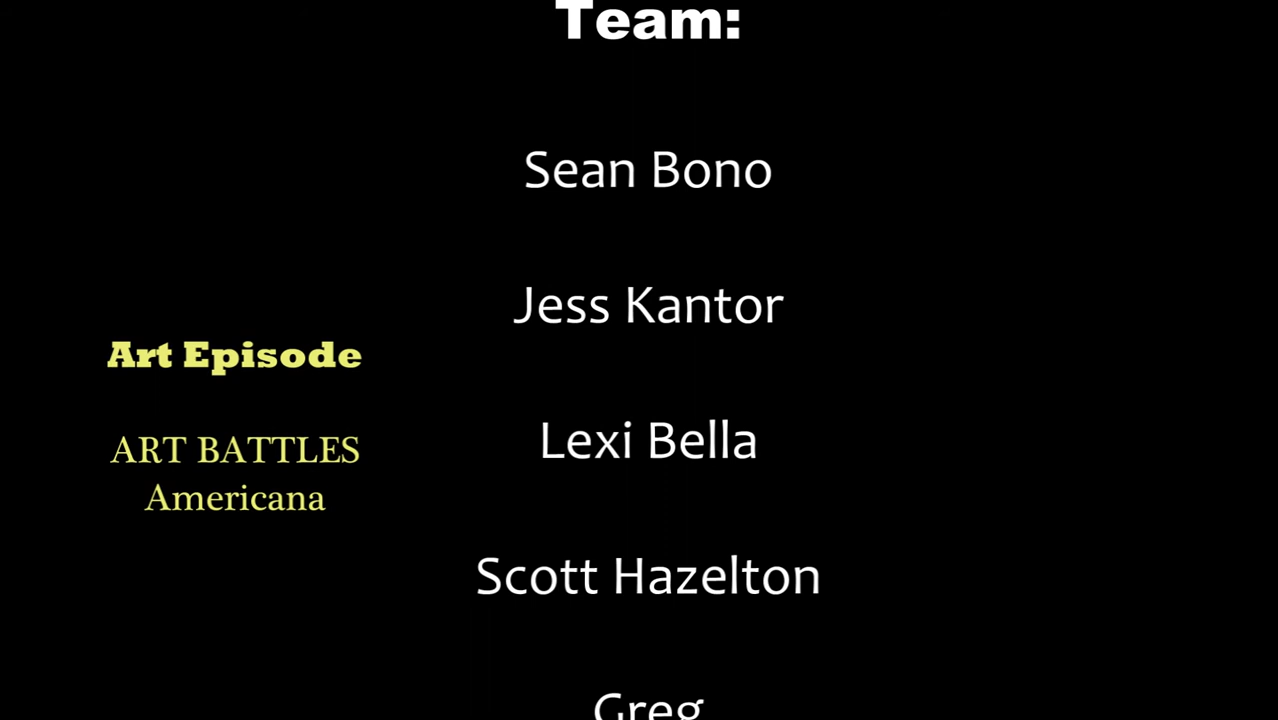 Team:
Sean Bono
Jess Kantor
Art Episode
ART BATTLES
Americana
Lexi Bella
Scott Hazelton
Greg